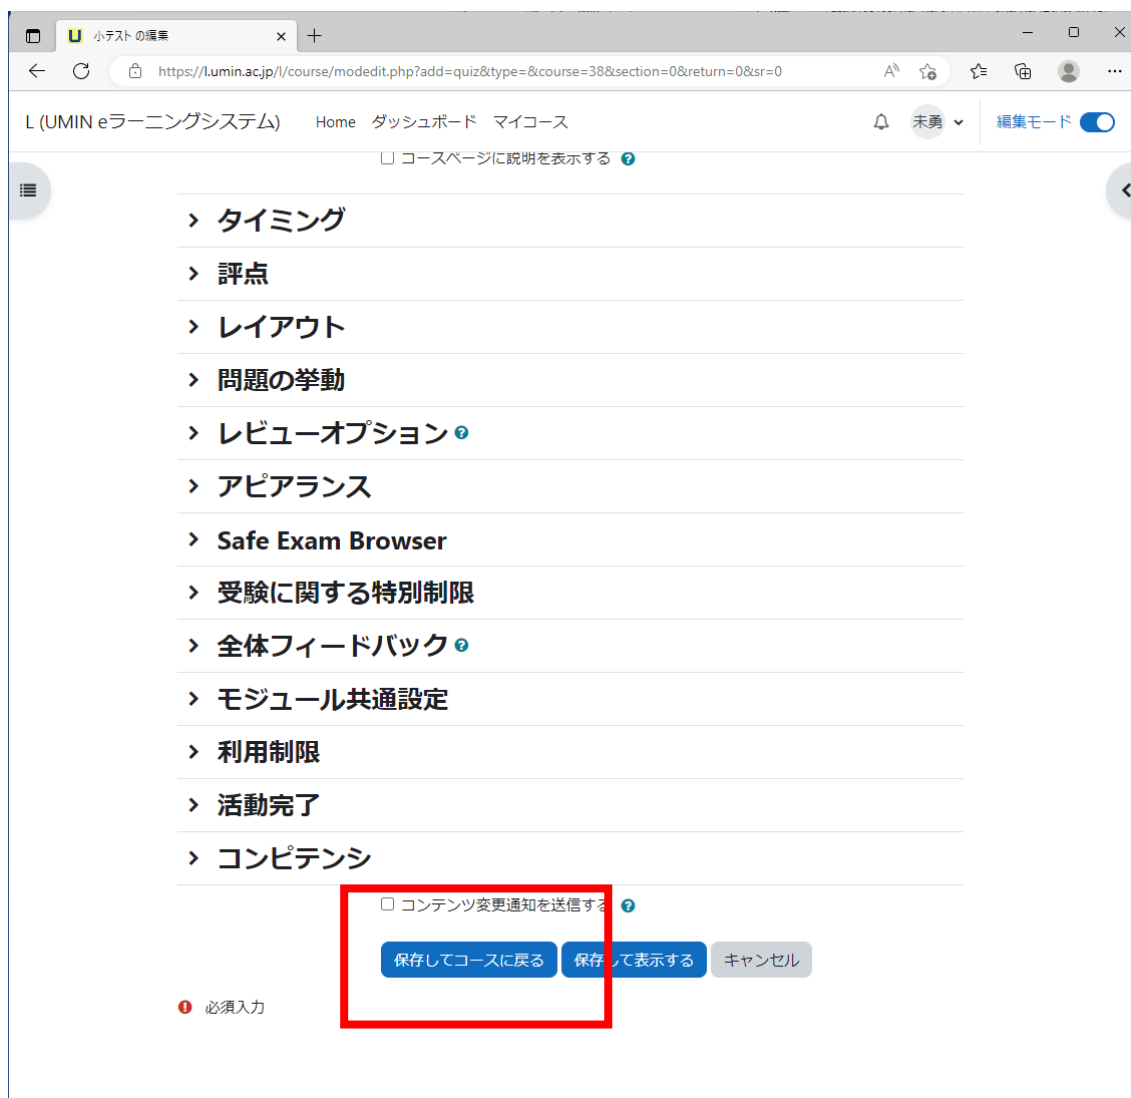 小テスト の編集
https://l.umin.ac.jp/l/course/modedit.php?add=quiz&type=&course=38&section=0&return=0&sr=0
L (UMIN eラーニングシステム) Home ダッシュボード マイコース 未勇 編集モード
コースページに説明を表示する
タイミング
評点
レイアウト
問題の挙動
レビューオプション
アピアランス
Safe Exam Browser
受験に関する特別制限
全体フィードバック
モジュール共通設定
利用制限
活動完了
コンピテンシ
コンテンツ変更通知を送信する
保存してコースに戻る 保存して表示する キャンセル
必須入力